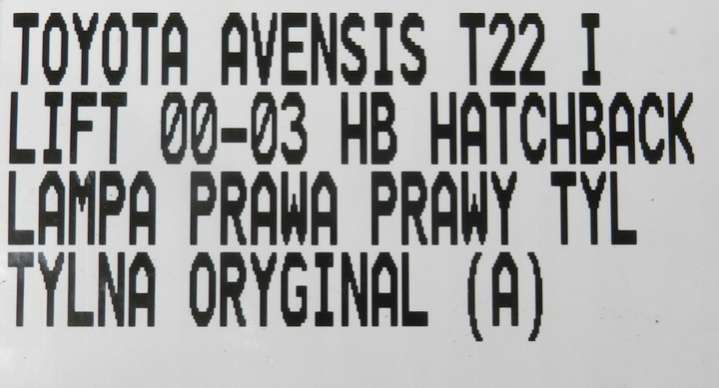 TOYOTA AVENSIS T22 I
LIFT 00-03 HB HATCHBACK
LAMPA PRAWA PRAWY TYL
TYLNA ORYGINAL (A)